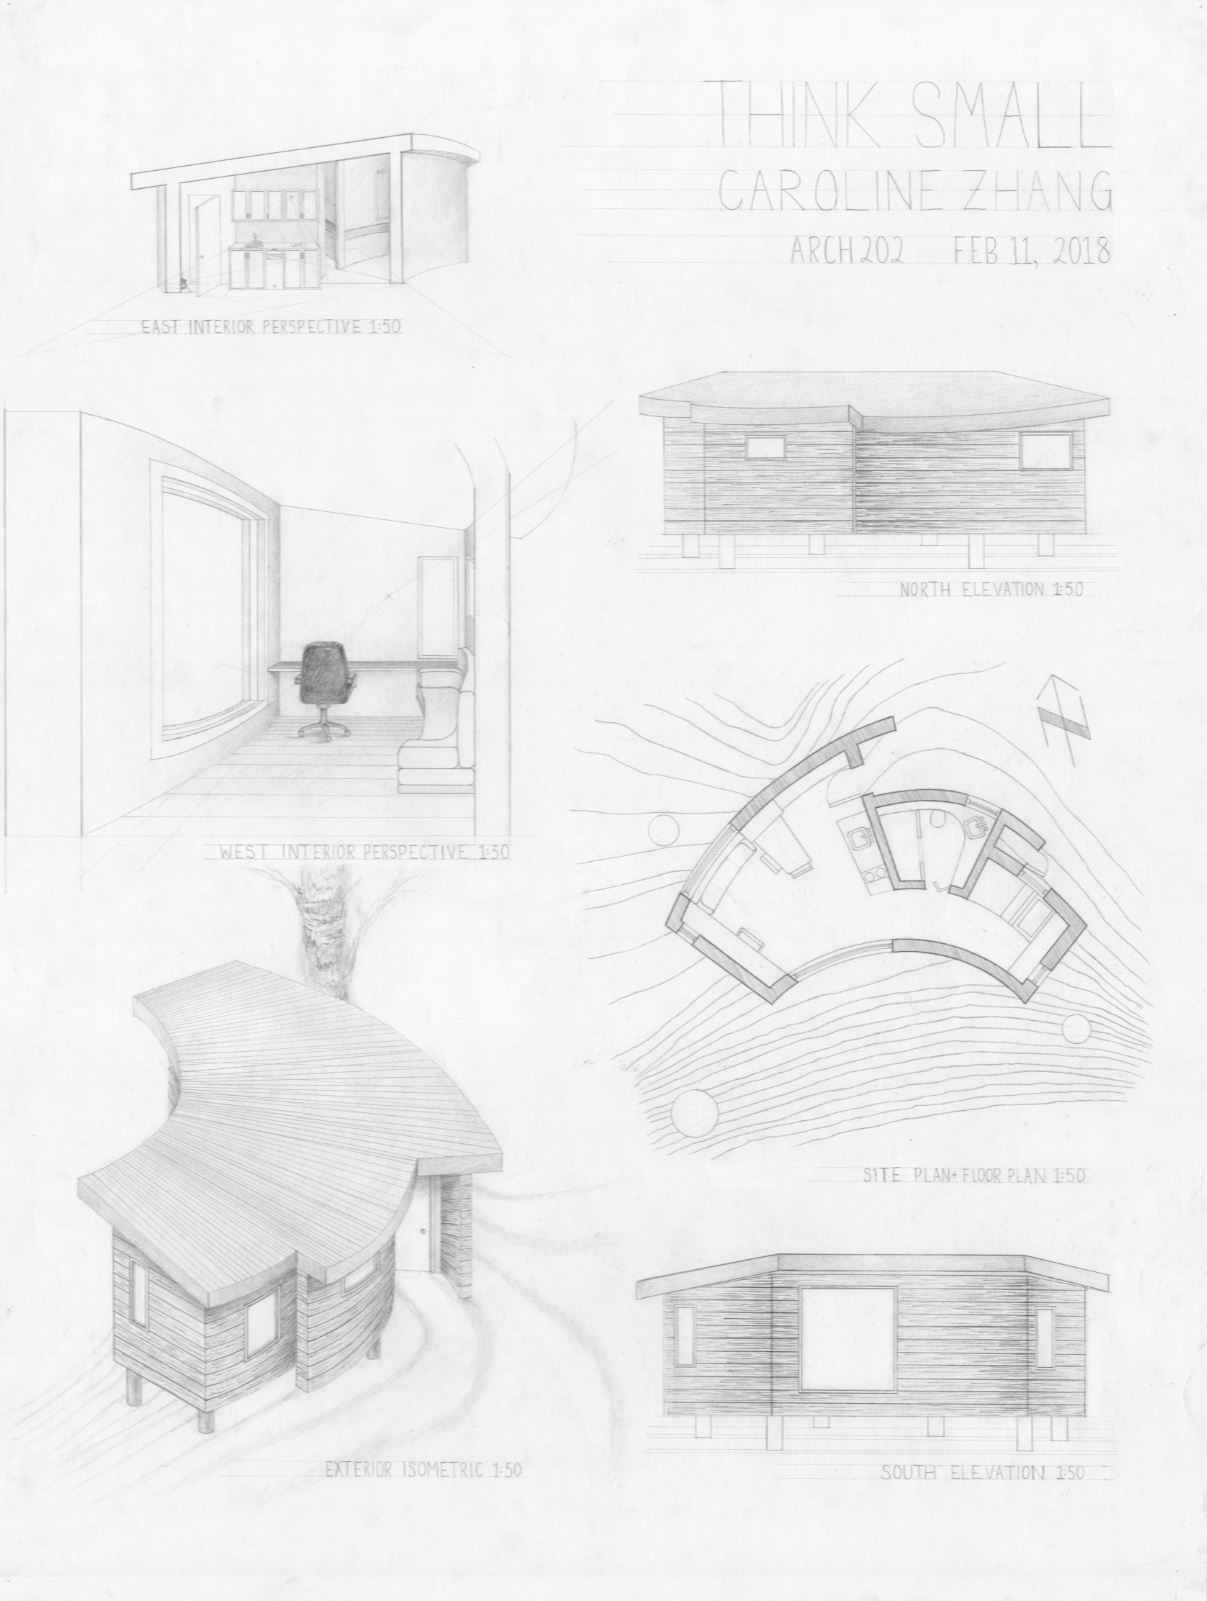 THINK SMALL
CAROLINE ZHANG
ARCH 202 FEB 11, 2018
EAST INTERIOR PERSPECTIVE 1:50
NORTH ELEVATION 1:50
WEST INTERIOR PERSPECTIVE 1:30
SITE PLAN + FLOOR PLAN 1:50
EXTERIOR ISOMETRIC 1:50
SOUTH ELEVATION 1:50